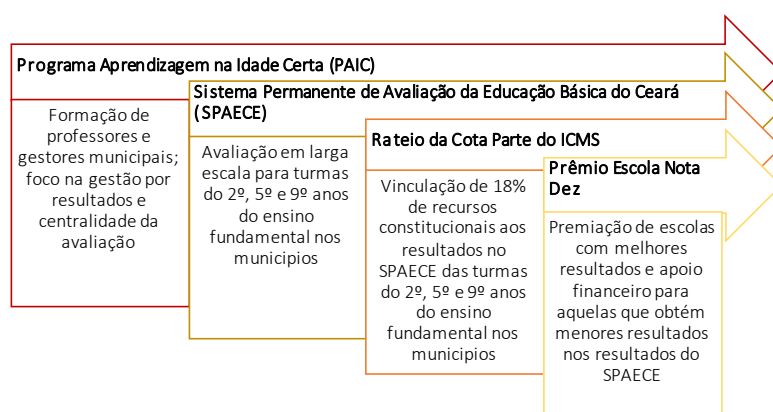 Programa Aprendizagem na Idade Certa (PAIC)
Formação de
professores e
gestores municipais;
foco na gestão por
resultados e
centralidade da
avaliação
Sistema Permanente de Avaliação da Educação Básica do Ceará
(SPAECE)
Avaliação em larga
escala para turmas
do 2º, 5º e 9º anos
do ensino
fundamental nos
municipios
Rateio da Cota Parte do ICMS
Vinculação de 18%
de recursos
constitucionais aos
resultados no
SPAECE das turmas
do 2º, 5º e 9º anos
do ensino
fundamental nos
municipios
Prêmio Escola Nota
Dez
Premiação de escolas
com melhores
resultados e apoio
financeiro para
aquelas que obtém
menores resultados
nos resultados do
SPAECE